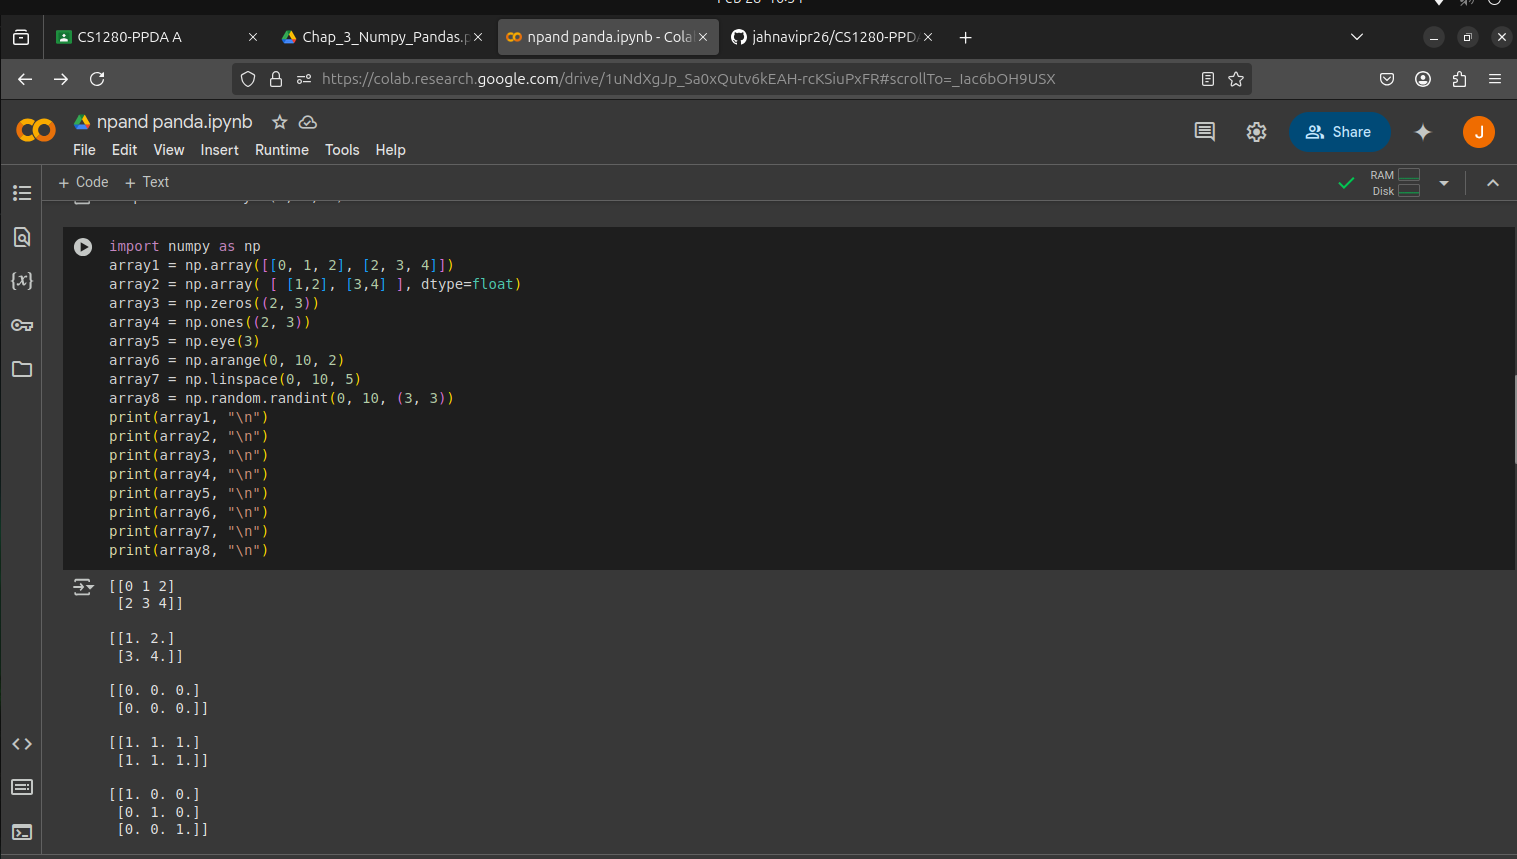 CS1280-PPDA A
Chap_3_Numpy_Pandas.p
npand panda.ipynb - Cola
jahnavipr26/CS1280-PPD
https://colab.research.google.com/drive/1uNdXgJp_Sa0xQutv6kEAH-rcKSiuPxFR#scrollTo=_Iac6bOH9USX
npand panda.ipynb
File Edit View Insert Runtime Tools Help
Share
J
+ Code + Text
RAM
Disk
{x}
import numpy as np
array1 = np.array([[0, 1, 2], [2, 3, 4]])
array2 = np.array( [ [1,2], [3,4] ], dtype=float)
array3 = np.zeros((2, 3))
array4 = np.ones((2, 3))
array5 = np.eye(3)
array6 = np.arange(0, 10, 2)
array7 = np.linspace(0, 10, 5)
array8 = np.random.randint(0, 10, (3, 3))
print(array1, "\n")
print(array2, "\n")
print(array3, "\n")
print(array4, "\n")
print(array5, "\n")
print(array6, "\n")
print(array7, "\n")
print(array8, "\n")
[[0 1 2]
[2 3 4]]
[[1. 2.]
[3. 4.]]
[[0. 0. 0.]
[0. 0. 0.]]
[[1. 1. 1.]
[1. 1. 1.]]
[[1. 0. 0.]
[0. 1. 0.]
[0. 0. 1.]]